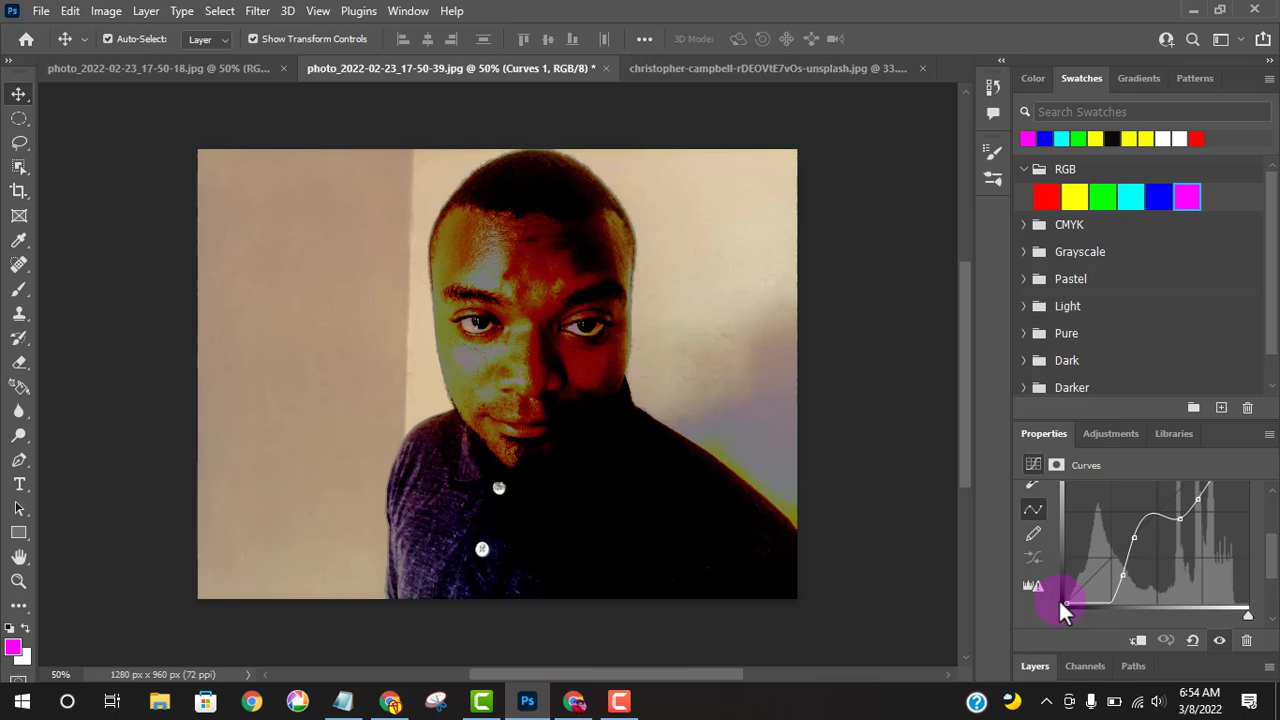 Ps File Edit Image Layer Type Select Filter 3D View Plugins Window Help
Auto-Select: Layer Show Transform Controls 3D Mode:
photo_2022-02-23_17-50-18.jpg @ 50% (RG... photo_2022-02-23_17-50-39.jpg @ 50% (Curves 1, RGB/8) * christopher-campbell-rDEOVtE7vOs-unsplash.jpg @ 33....
Color Swatches Gradients Patterns
Search Swatches
RGB
CMYK
Grayscale
Pastel
Light
Pure
Dark
Darker
Properties Adjustments Libraries
Curves
Layers Channels Paths
50% 1280 px x 960 px (72 ppi)
Ps
6:54 AM
3/8/2022